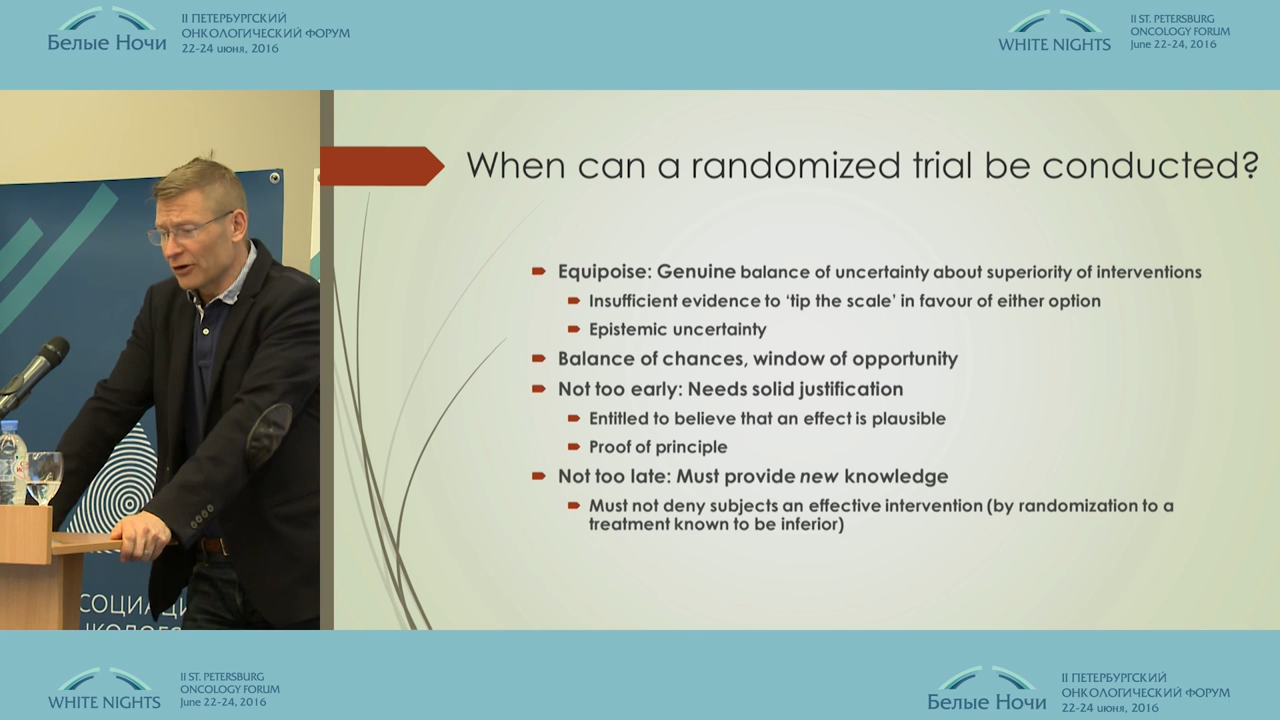 Белые Ночи
II ПЕТЕРБУРГСКИЙ
ОНКОЛОГИЧЕСКИЙ ФОРУМ
22-24 июня, 2016
WHITE NIGHTS
II ST. PETERSBURG
ONCOLOGY FORUM
June 22-24, 2016
When can a randomized trial be conducted?
Equipoise: Genuine balance of uncertainty about superiority of interventions
Insufficient evidence to ‘tip the scale’ in favour of either option
Epistemic uncertainty
Balance of chances, window of opportunity
Not too early: Needs solid justification
Entitled to believe that an effect is plausible
Proof of principle
Not too late: Must provide new knowledge
Must not deny subjects an effective intervention (by randomization to a
treatment known to be inferior)
СОЦИАЦИ
WHITE NIGHTS
II ST. PETERSBURG
ONCOLOGY FORUM
June 22-24, 2016
Белые Ночи
II ПЕТЕРБУРГСКИЙ
ОНКОЛОГИЧЕСКИЙ ФОРУМ
22-24 июня, 2016